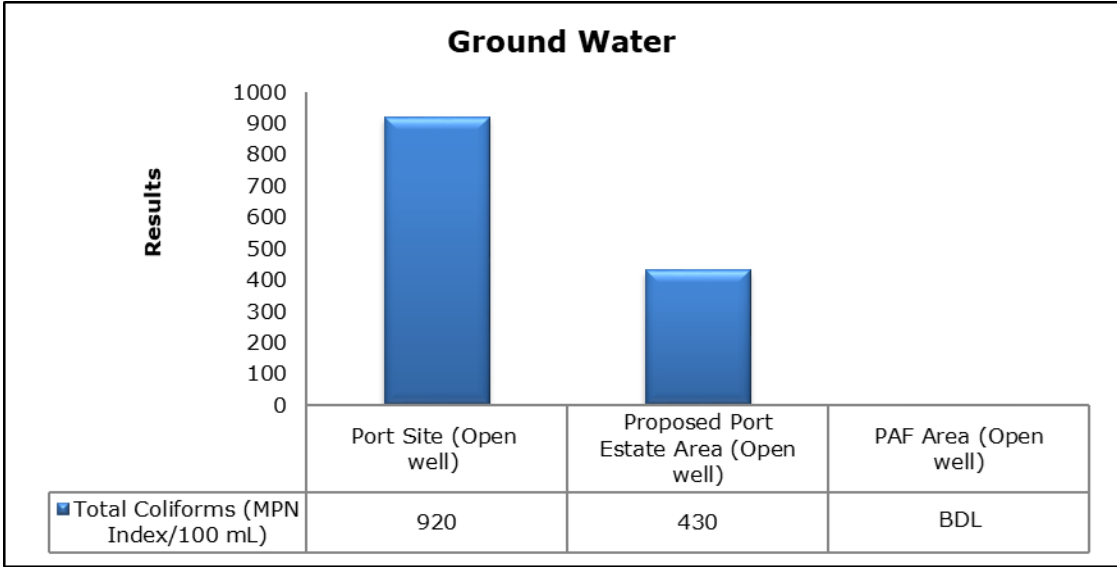 Ground Water
Results
1000
900
800
700
600
500
400
300
200
100
0
Port Site (Open
well)
Proposed Port
Estate Area (Open
well)
PAF Area (Open
well)
Total Coliforms (MPN
Index/100 mL)
920
430
BDL